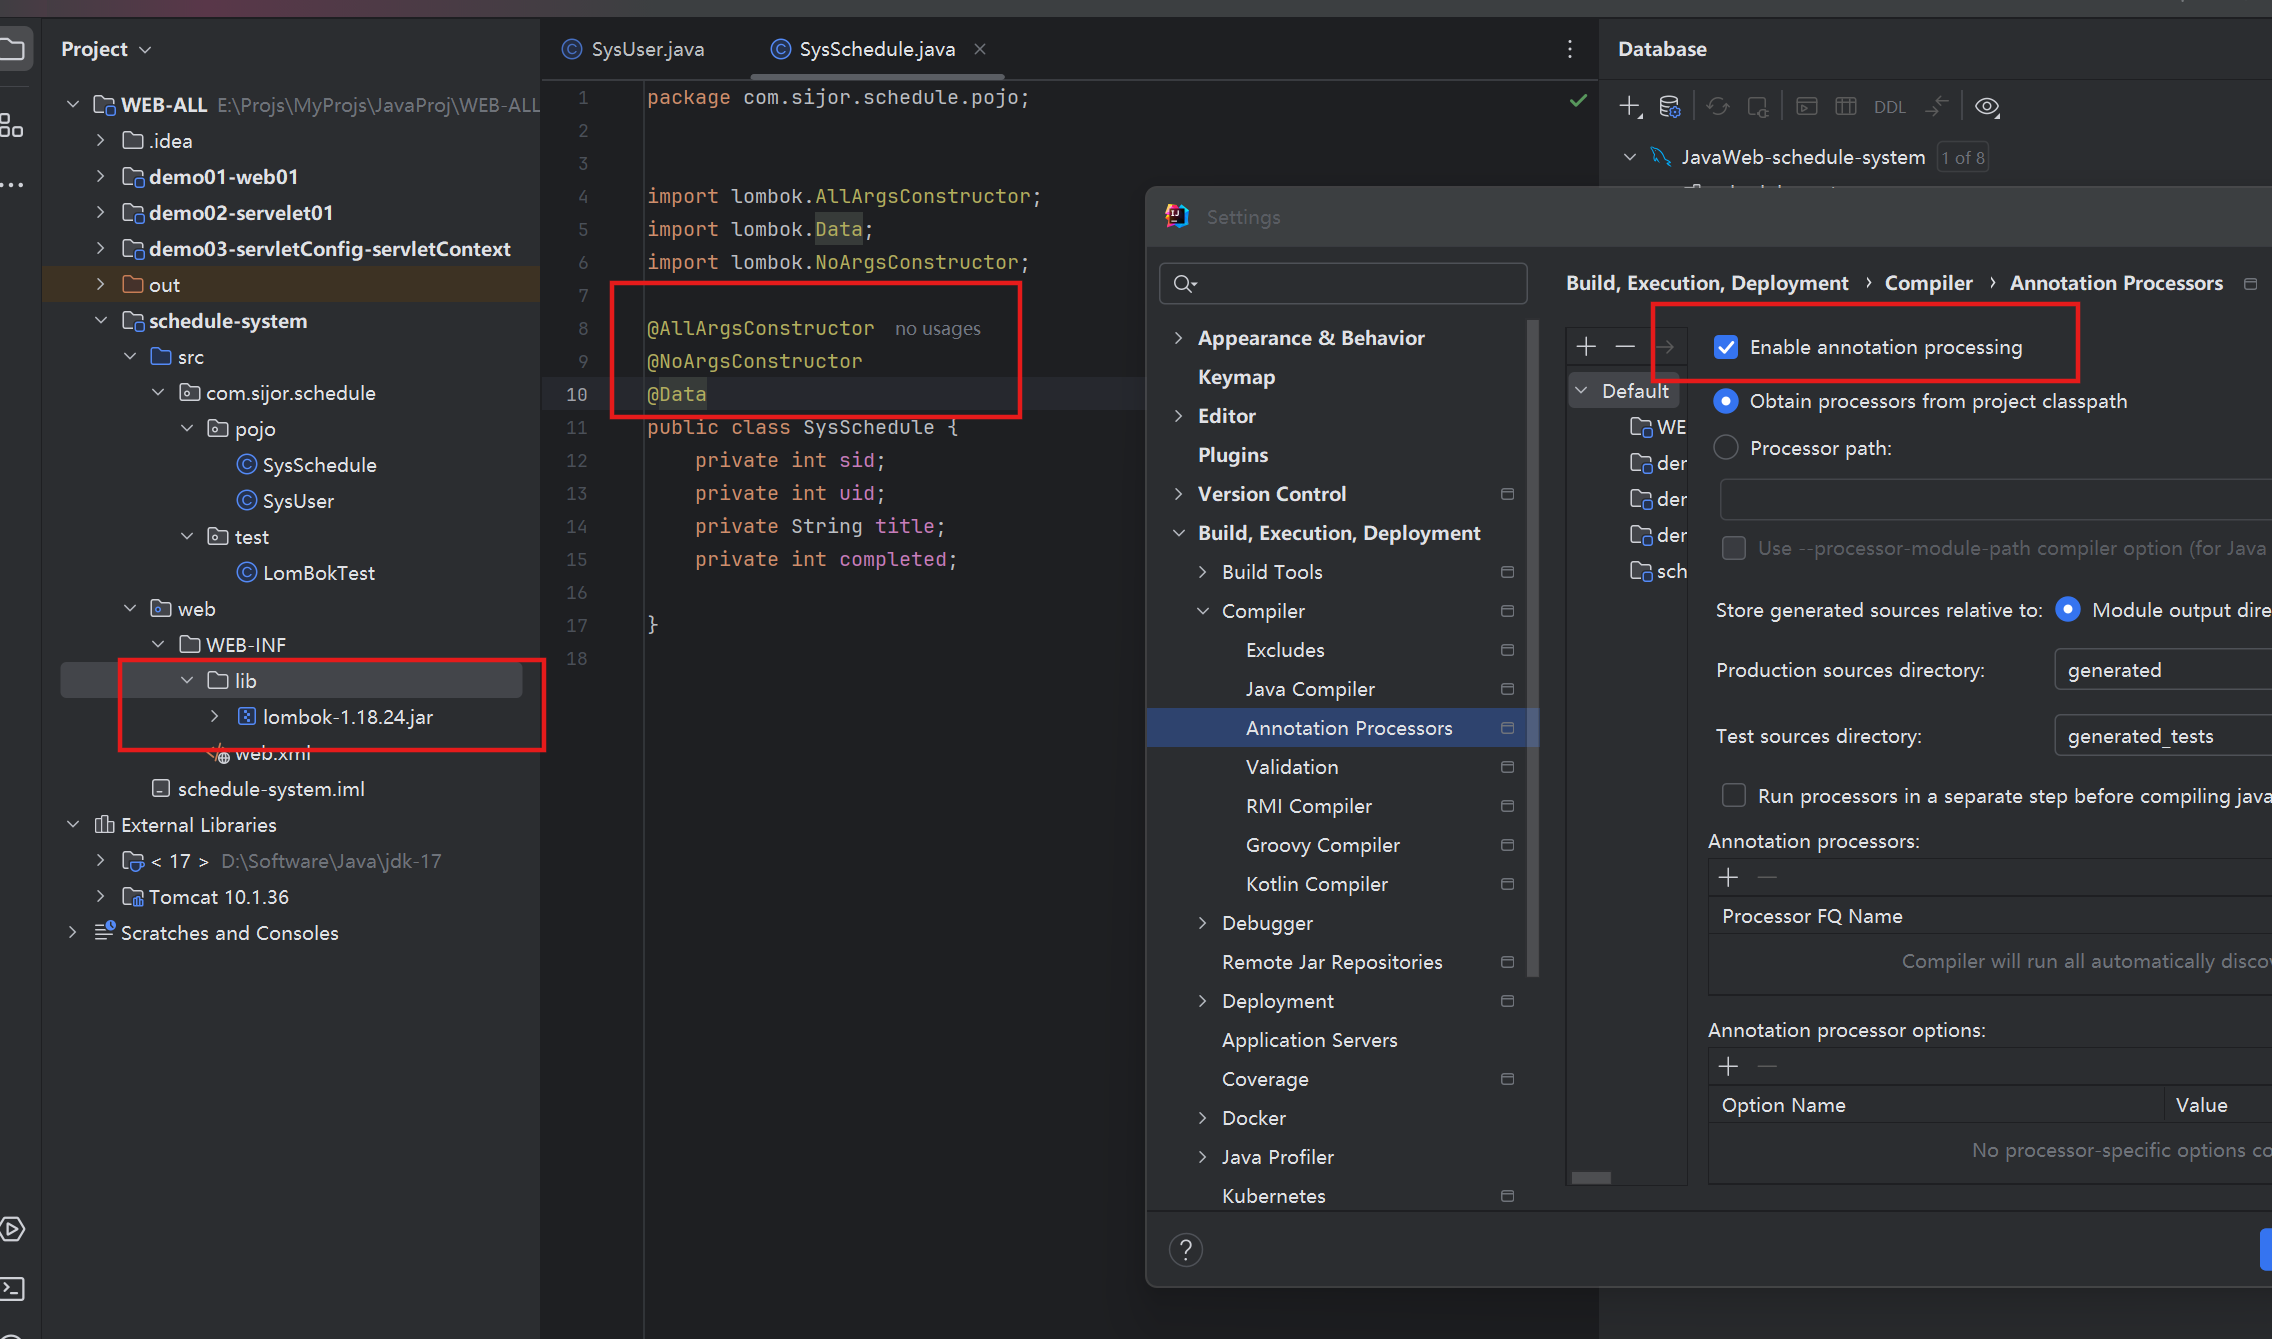 Project
WEB-ALL E:\Projs\MyProjs\JavaProj\WEB-ALL
.idea
demo01-web01
demo02-servelet01
demo03-servletConfig-servletContext
out
schedule-system
src
com.sijor.schedule
pojo
SysSchedule
SysUser
test
LomBokTest
web
WEB-INF
lib
lombok-1.18.24.jar
web.xml
schedule-system.iml
External Libraries
< 17 > D:\Software\Java\jdk-17
Tomcat 10.1.36
Scratches and Consoles
SysUser.java
SysSchedule.java
1 package com.sijor.schedule.pojo;
2
3
4 import lombok.AllArgsConstructor;
5 import lombok.Data;
6 import lombok.NoArgsConstructor;
7
8 @AllArgsConstructor no usages
9 @NoArgsConstructor
10 @Data
11 public class SysSchedule {
12 private int sid;
13 private int uid;
14 private String title;
15 private int completed;
16
17 }
18
Database
DDL
JavaWeb-schedule-system 1 of 8
Settings
Appearance & Behavior
Keymap
Editor
Plugins
Version Control
Build, Execution, Deployment
Build Tools
Compiler
Excludes
Java Compiler
Annotation Processors
Validation
RMI Compiler
Groovy Compiler
Kotlin Compiler
Debugger
Remote Jar Repositories
Deployment
Application Servers
Coverage
Docker
Java Profiler
Kubernetes
?
Build, Execution, Deployment › Compiler › Annotation Processors
Default
WE
der
der
der
sch
Enable annotation processing
Obtain processors from project classpath
Processor path:
Use --processor-module-path compiler option (for Java
Store generated sources relative to: Module output dire
Production sources directory: generated
Test sources directory: generated_tests
Run processors in a separate step before compiling java
Annotation processors:
Processor FQ Name
Compiler will run all automatically disco
Annotation processor options:
Option Name Value
No processor-specific options co